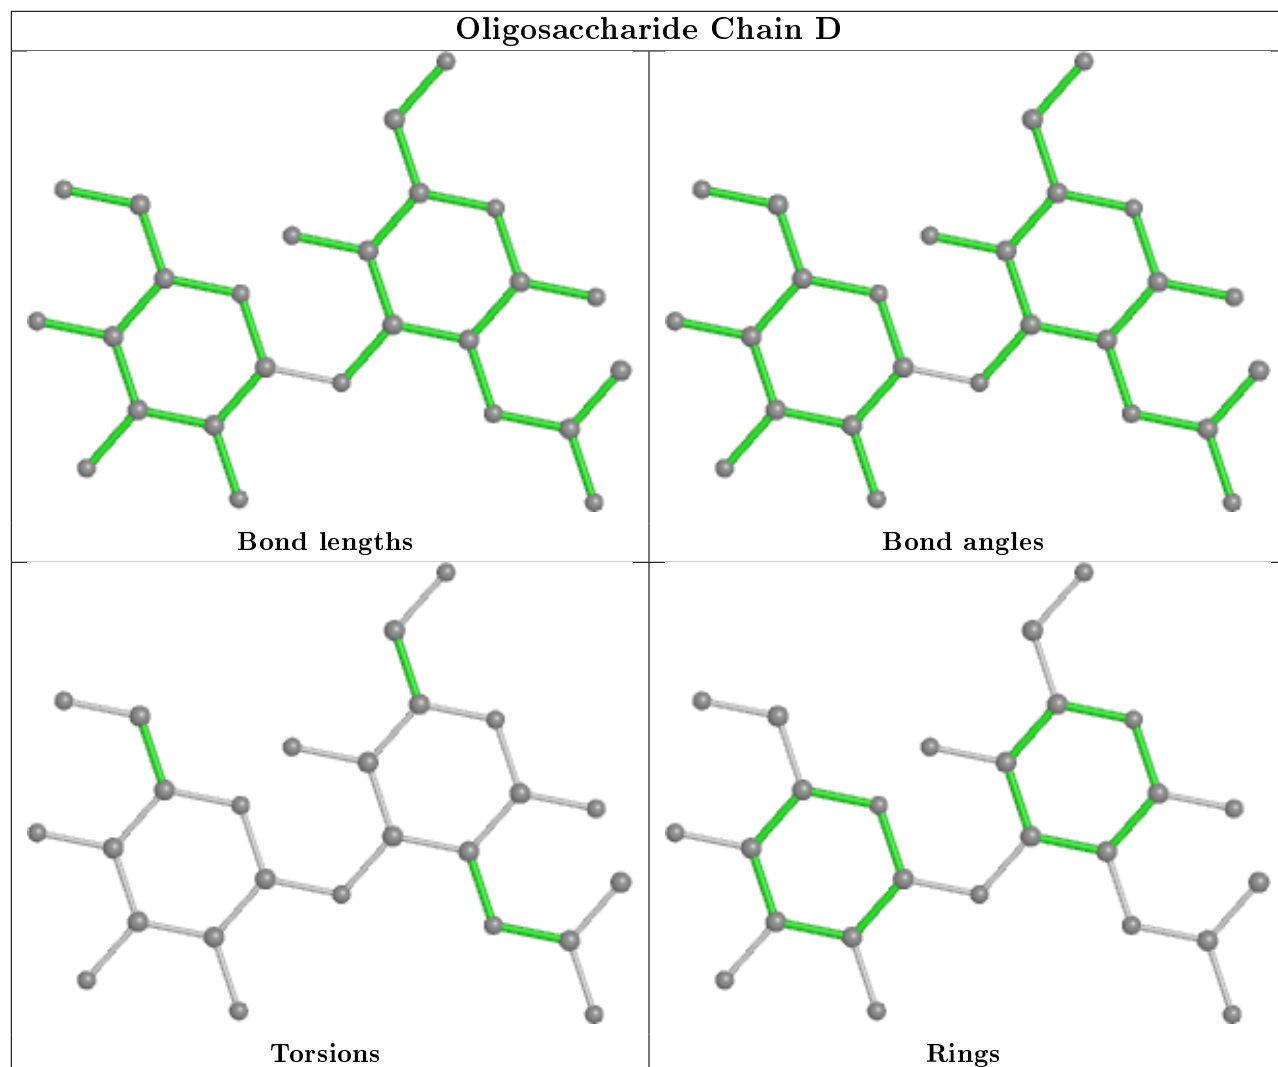 Oligosaccharide Chain D
Bond lengths
Bond angles
Torsions
Rings